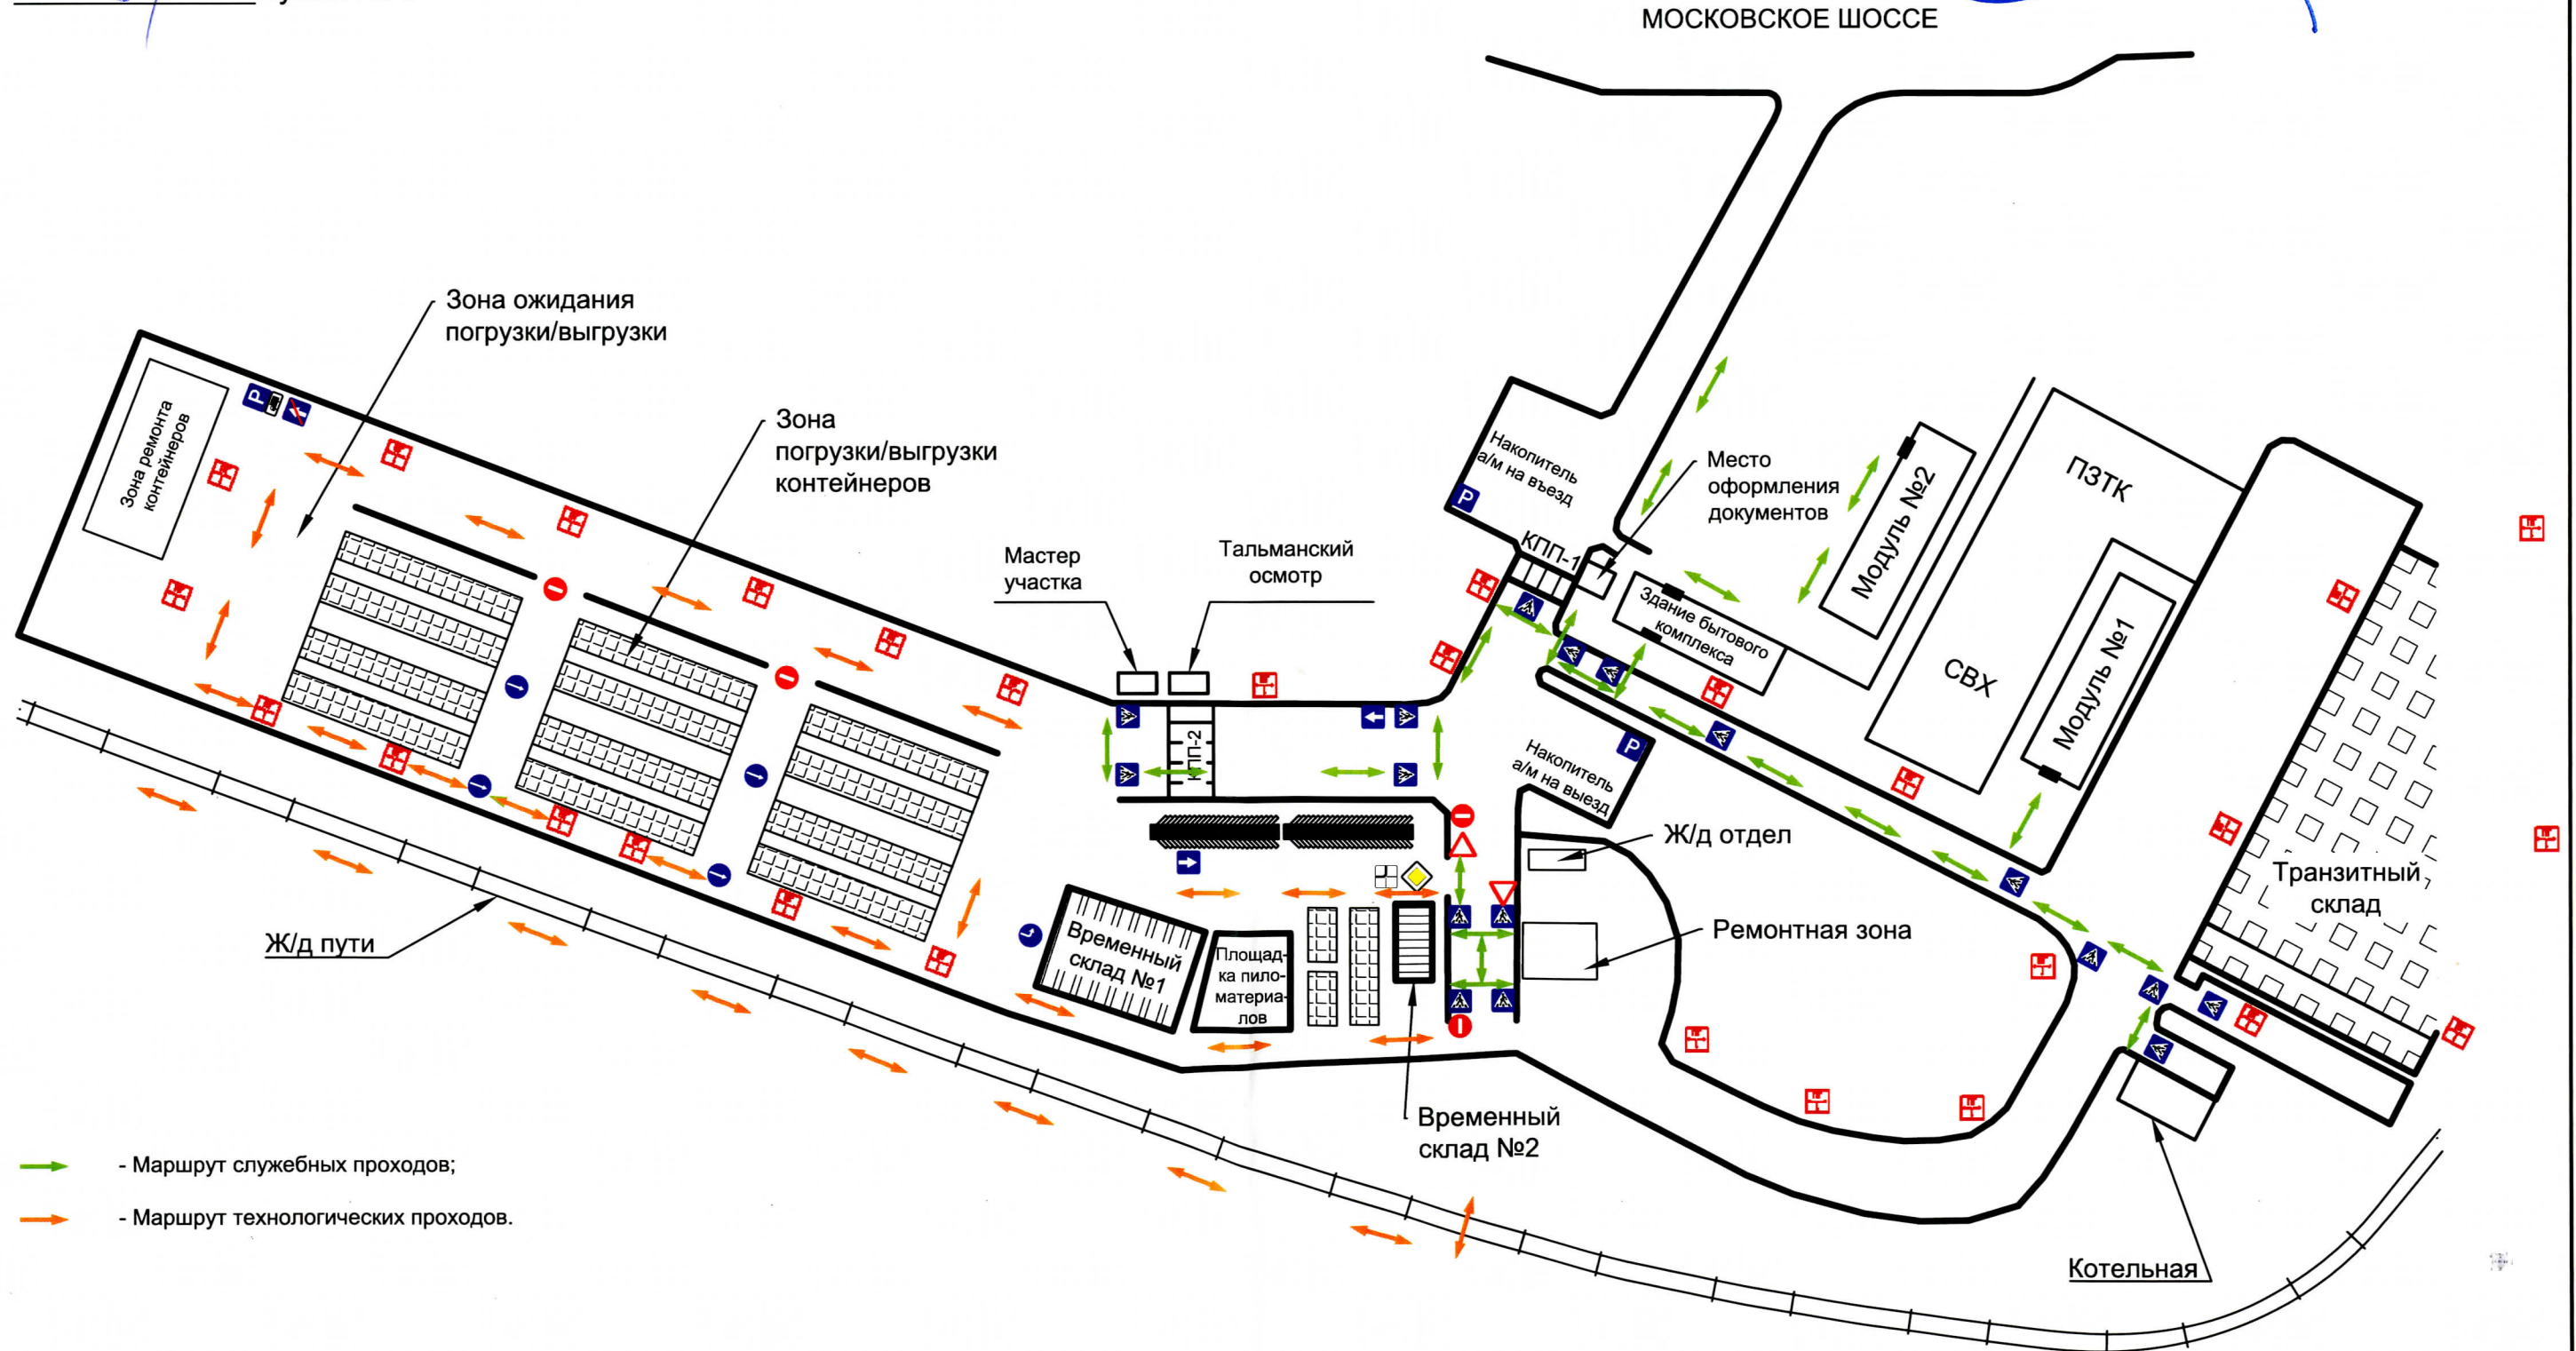 МОСКОВСКОЕ ШОССЕ
Зона ожидания
погрузки/выгрузки
Зона
погрузки/выгрузки
контейнеров
Зона ремонта
контейнеров
P
Накопитель
а/м на въезд
P
Место
оформления
документов
КПП-1
Модуль №2
ПЗТК
Мастер
участка
Тальманский
осмотр
Здание бытового
комплекса
СВХ
Модуль №1
КПП-2
Накопитель
а/м на выезд
P
Ж/д отдел
Транзитный
склад
Ремонтная зона
Ж/д пути
Временный
склад №1
Площад-
ка пило-
материа-
лов
Временный
склад №2
Котельная
- Маршрут служебных проходов;
- Маршрут технологических проходов.